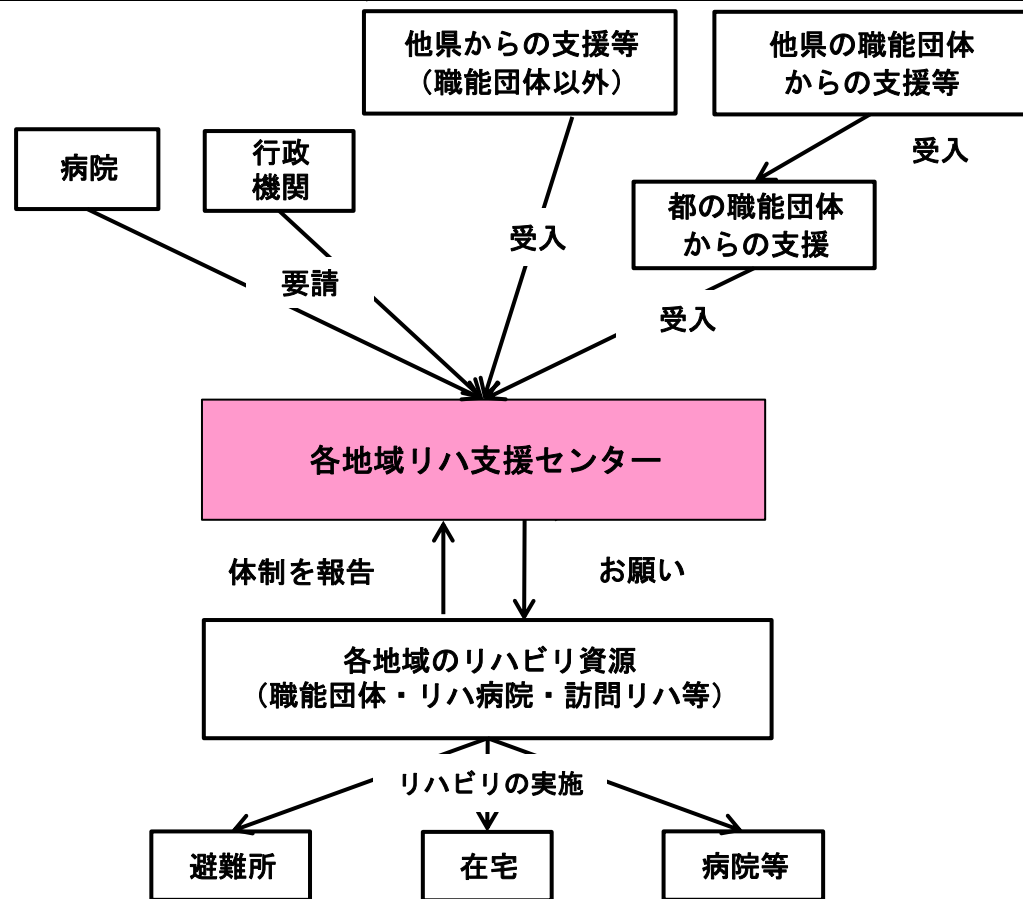 他県からの支援等
（職能団体以外）
他県の職能団体
からの支援等
病院
行政
機関
受入
都の職能団体
からの支援
受入
要請
受入
各地域リハ支援センター
体制を報告
お願い
各地域のリハビリ資源
（職能団体・リハ病院・訪問リハ等）
リハビリの実施
避難所
在宅
病院等